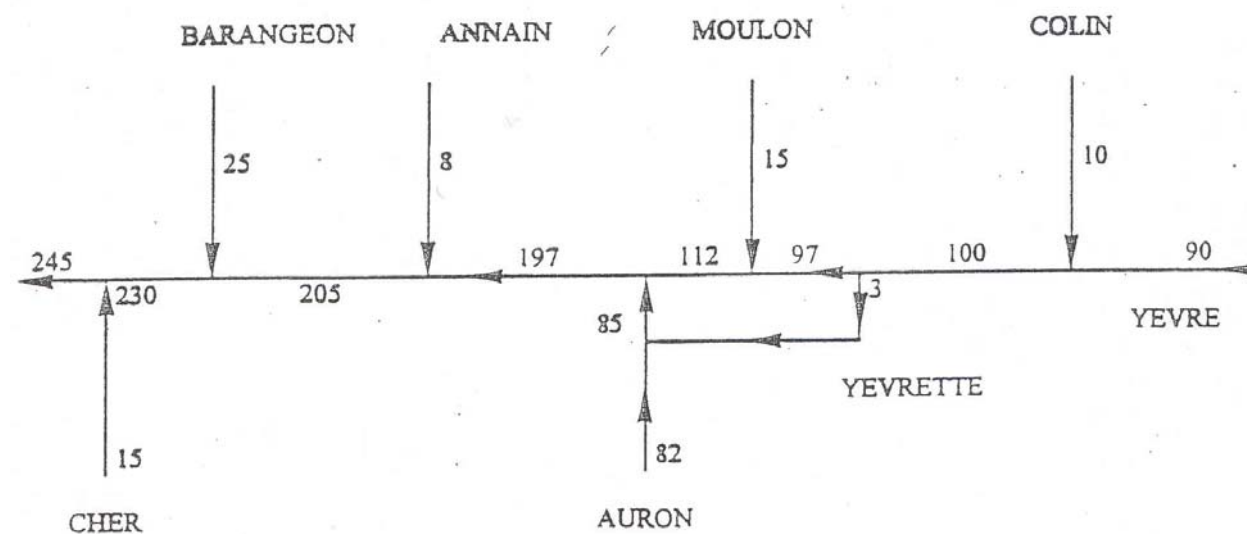 BARANGEON ANNAIN MOULON COLIN
25 8 15 10
245 197 112 97 100 90
230 205 3
85 YEVRE
YEVRETTE
15 82
CHER AURON